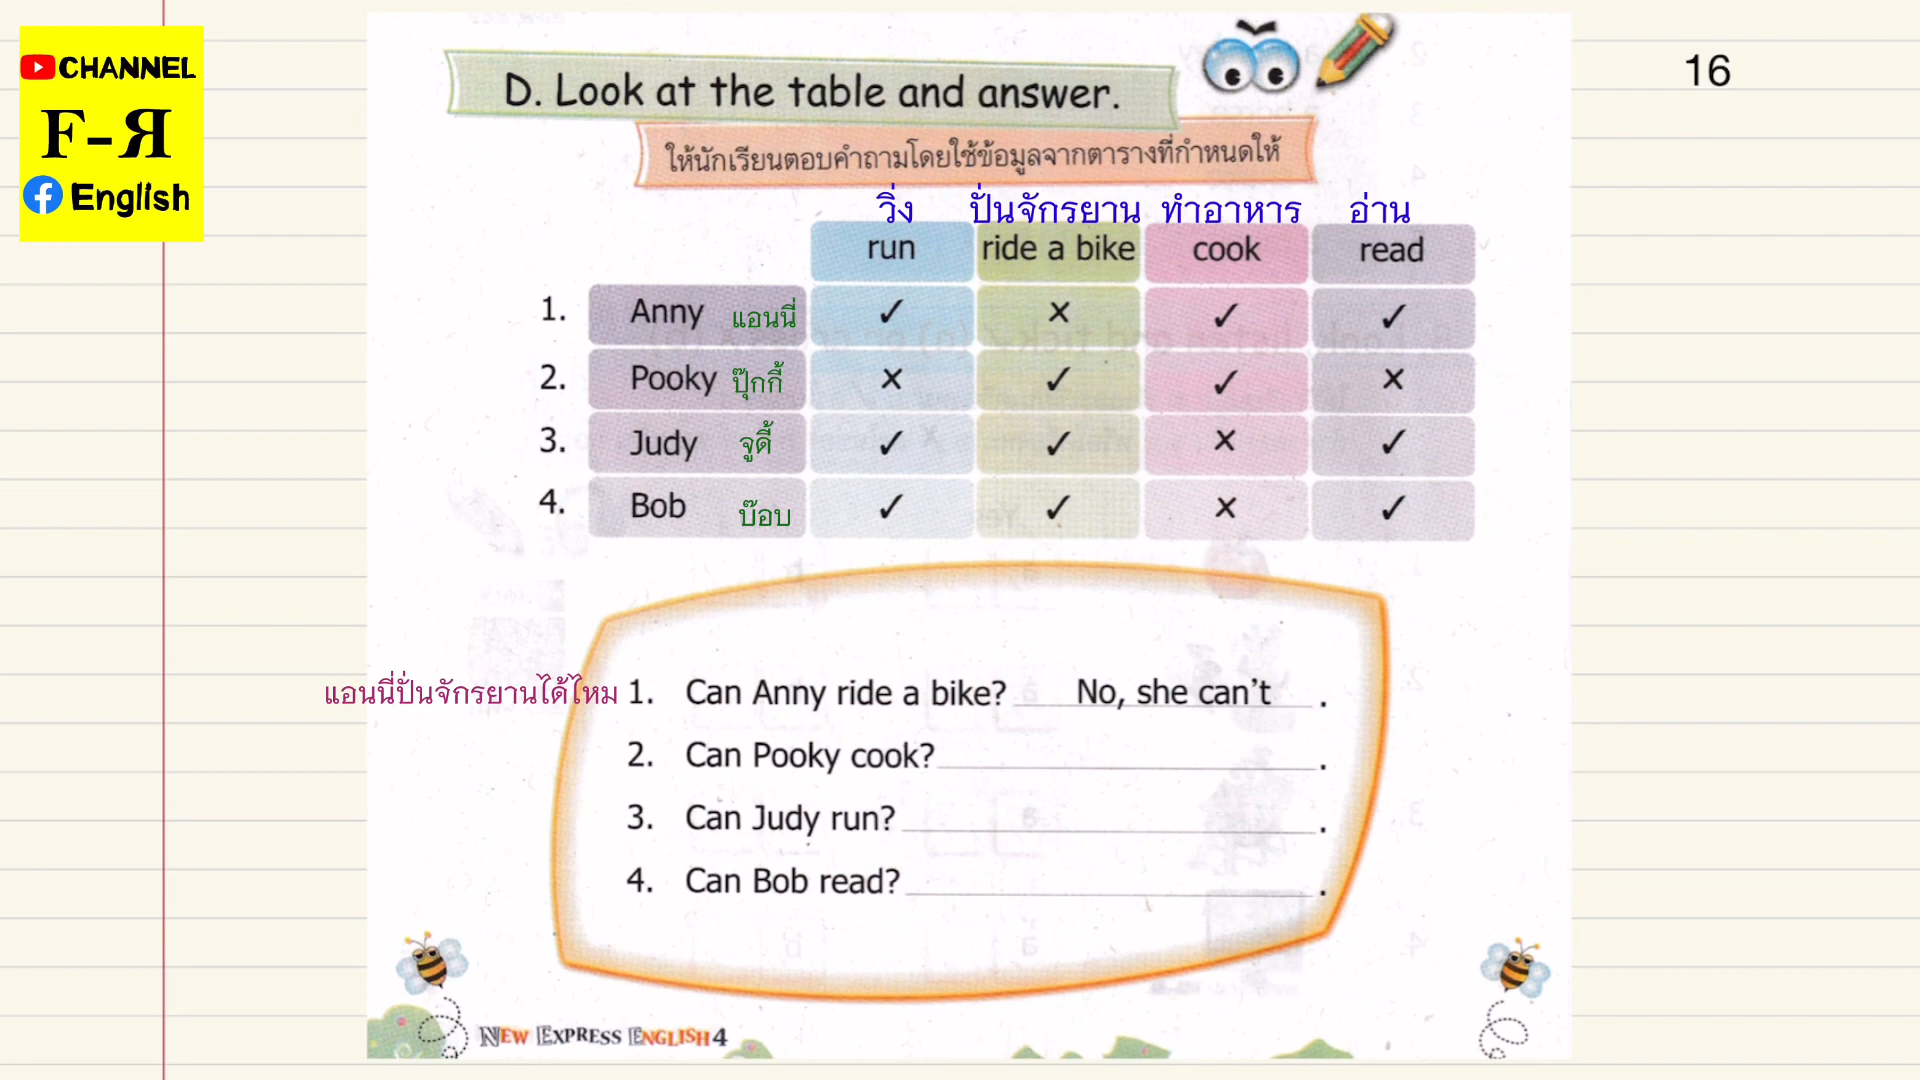 CHANNEL
F-Я
English
16
D. Look at the table and answer.
ให้นักเรียนตอบคำถามโดยใช้ข้อมูลจากตารางที่กำหนดให้
วิ่ง ปั่นจักรยาน ทำอาหาร อ่าน
run ride a bike cook read
1. Anny แอนนี่ ✓ × ✓ ✓
2. Pooky ปุ๊กกี้ × ✓ ✓ ×
3. Judy จูดี้ ✓ ✓ × ✓
4. Bob บ๊อบ ✓ ✓ × ✓
แอนนี่ปั่นจักรยานได้ไหม 1. Can Anny ride a bike? No, she can't .
2. Can Pooky cook? .
3. Can Judy run? .
4. Can Bob read? .
NEW EXPRESS ENGLISH 4